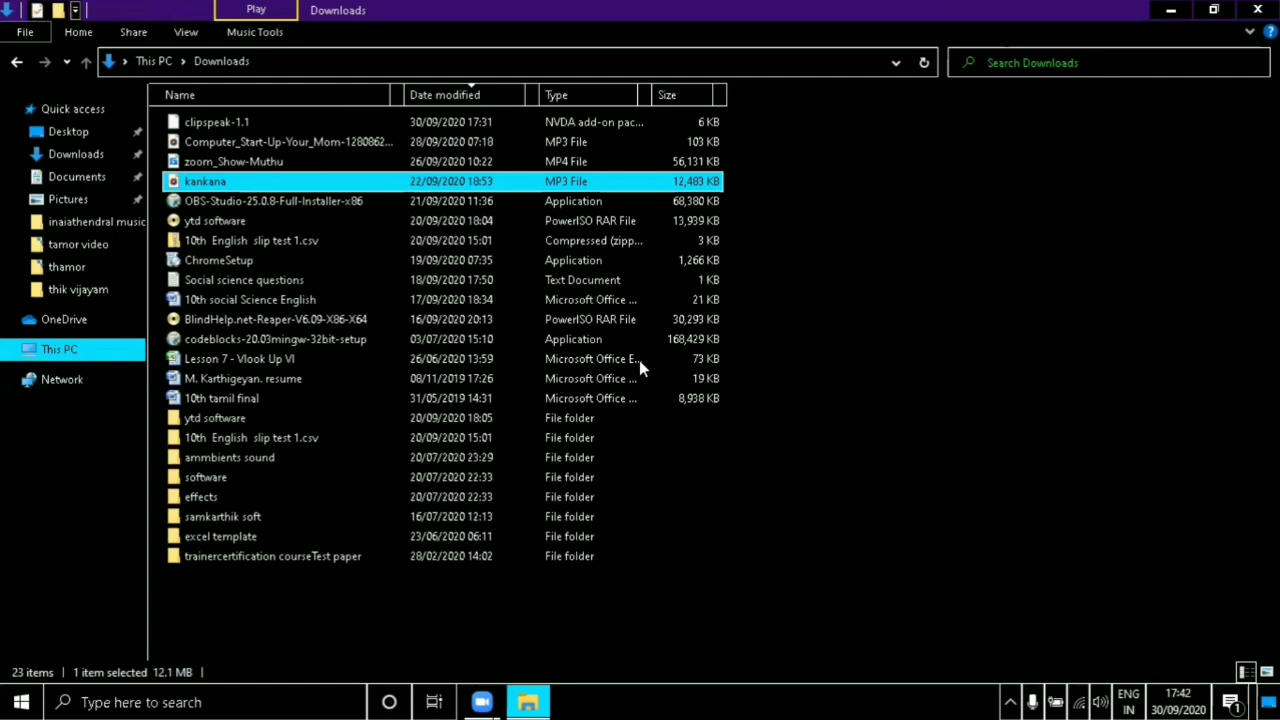 Play Downloads
File Home Share View Music Tools
This PC > Downloads Search Downloads
Name Date modified Type Size
Quick access
Desktop
Downloads
Documents
Pictures
inaiathendral music
tamor video
thamor
thik vijayam
OneDrive
This PC
Network
clipspeak-1.1 30/09/2020 17:31 NVDA add-on pac... 6 KB
Computer_Start-Up-Your_Mom-1280862... 28/09/2020 07:18 MP3 File 103 KB
zoom_Show-Muthu 26/09/2020 10:22 MP4 File 56,131 KB
kankana 22/09/2020 18:53 MP3 File 12,483 KB
OBS-Studio-25.0.8-Full-Installer-x86 21/09/2020 11:36 Application 68,380 KB
ytd software 20/09/2020 18:04 PowerISO RAR File 13,939 KB
10th English slip test 1.csv 20/09/2020 15:01 Compressed (zipp... 3 KB
ChromeSetup 19/09/2020 07:35 Application 1,266 KB
Social science questions 18/09/2020 17:50 Text Document 1 KB
10th social Science English 17/09/2020 18:34 Microsoft Office ... 21 KB
BlindHelp.net-Reaper-V6.09-X86-X64 16/09/2020 20:13 PowerISO RAR File 30,293 KB
codeblocks-20.03mingw-32bit-setup 03/07/2020 15:10 Application 168,429 KB
Lesson 7 - Vlook Up VI 26/06/2020 13:59 Microsoft Office E... 73 KB
M. Karthigeyan. resume 08/11/2019 17:26 Microsoft Office ... 19 KB
10th tamil final 31/05/2019 14:31 Microsoft Office ... 8,938 KB
ytd software 20/09/2020 18:05 File folder
10th English slip test 1.csv 20/09/2020 15:01 File folder
ammbients sound 20/07/2020 23:29 File folder
software 20/07/2020 22:33 File folder
effects 20/07/2020 22:33 File folder
samkarthik soft 16/07/2020 12:13 File folder
excel template 23/06/2020 06:11 File folder
trainercertification courseTest paper 28/02/2020 14:02 File folder
23 items 1 item selected 12.1 MB
Type here to search ENG 17:42
IN 30/09/2020 1